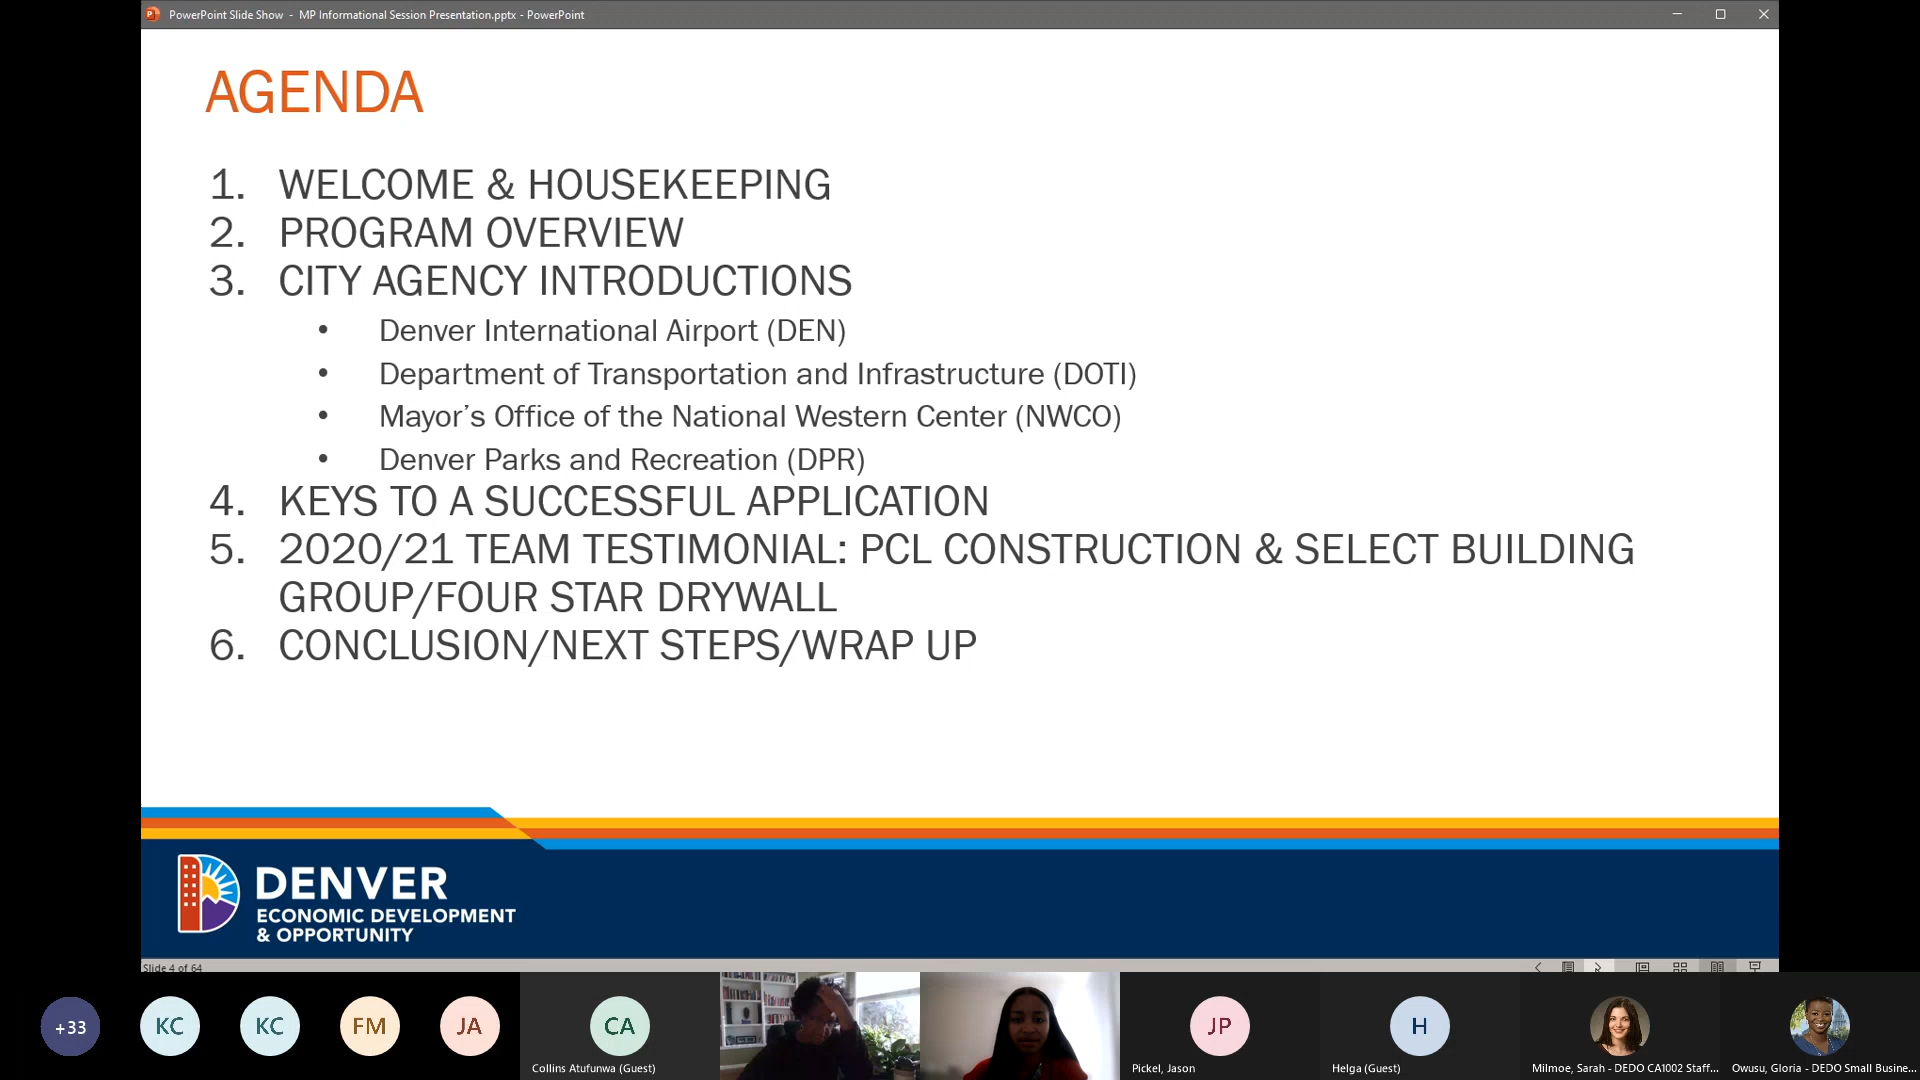 PowerPoint Slide Show - MP Informational Session Presentation.pptx - PowerPoint
AGENDA
1. WELCOME & HOUSEKEEPING
2. PROGRAM OVERVIEW
3. CITY AGENCY INTRODUCTIONS
• Denver International Airport (DEN)
• Department of Transportation and Infrastructure (DOTI)
• Mayor’s Office of the National Western Center (NWCO)
• Denver Parks and Recreation (DPR)
4. KEYS TO A SUCCESSFUL APPLICATION
5. 2020/21 TEAM TESTIMONIAL: PCL CONSTRUCTION & SELECT BUILDING
GROUP/FOUR STAR DRYWALL
6. CONCLUSION/NEXT STEPS/WRAP UP
DENVER
ECONOMIC DEVELOPMENT
& OPPORTUNITY
Slide 4 of 64
+33
KC
KC
FM
JA
CA
JP
H
Collins Atufunwa (Guest)
Pickel, Jason
Helga (Guest)
Milmoe, Sarah - DEDO CA1002 Staff...
Owusu, Gloria - DEDO Small Busine...